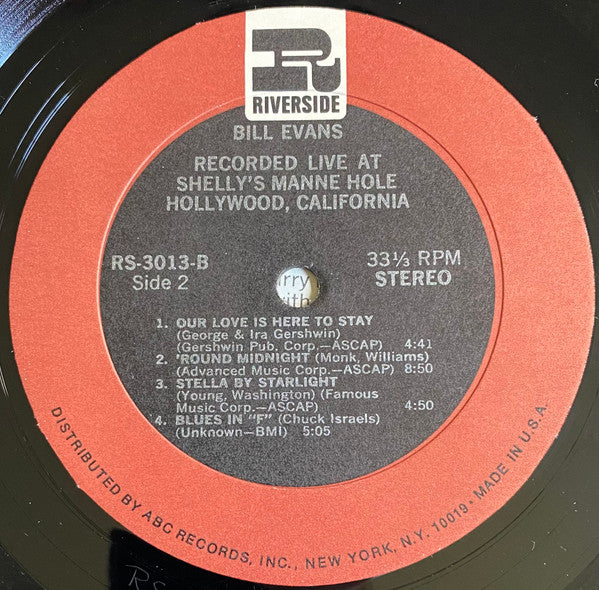 R
RIVERSIDE
BILL EVANS
RECORDED LIVE AT
SHELLY'S MANNE HOLE
HOLLYWOOD, CALIFORNIA
RS-3013-B
Side 2
33⅓ RPM
STEREO
1. OUR LOVE IS HERE TO STAY
(George & Ira Gershwin)
(Gershwin Pub. Corp.—ASCAP) 4:41
2. 'ROUND MIDNIGHT (Monk, Williams)
(Advanced Music Corp.—ASCAP) 8:50
3. STELLA BY STARLIGHT
(Young, Washington) (Famous
Music Corp.—ASCAP) 4:50
4. BLUES IN "F" (Chuck Israels)
(Unknown—BMI) 5:05
DISTRIBUTED BY ABC RECORDS, INC., NEW YORK, N.Y. 10019 • MADE IN U.S.A.
RS